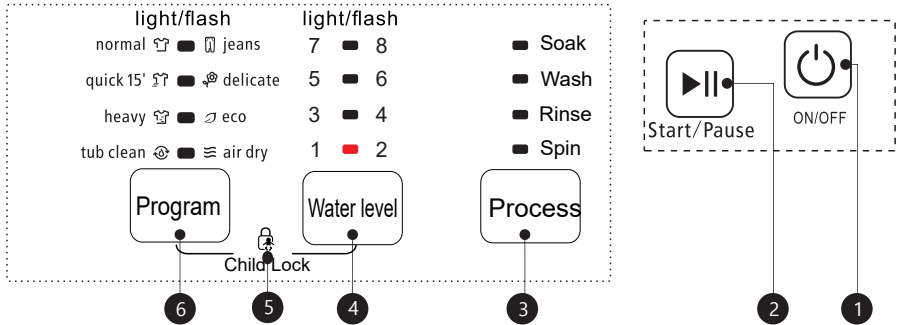 light/flash light/flash
normal jeans 7 8 Soak
quick 15' delicate 5 6 Wash
heavy eco 3 4 Rinse
tub clean air dry 1 2 Spin
Start/Pause ON/OFF
Program Water level Process
Child Lock
6 5 4 3 2 1